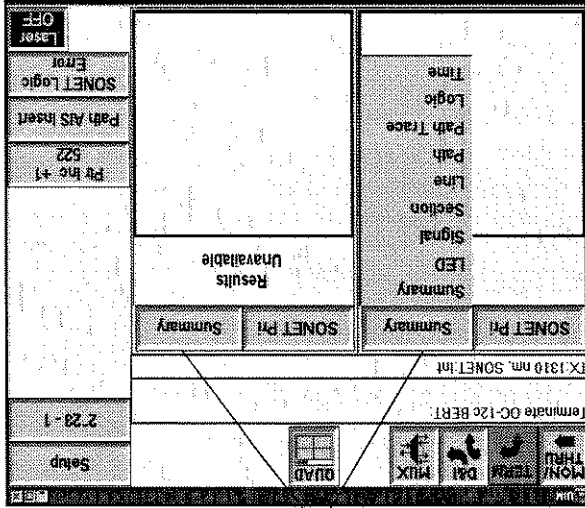 UIM
MON/
THRU
TERM
D&I
MUX
QUAD
Setup
Terminate OC-12c BERT
2^23 - 1
TX 1310 nm, SONET Int
SONET Pri
Summary
SONET Pri
Summary
Summary
LED
Signal
Section
Line
Path
Path Trace
Logic
Time
Results
Unavailable
Ptr Inc +1
522
Path AIS Insert
SONET Logic
Error
Laser
OFF